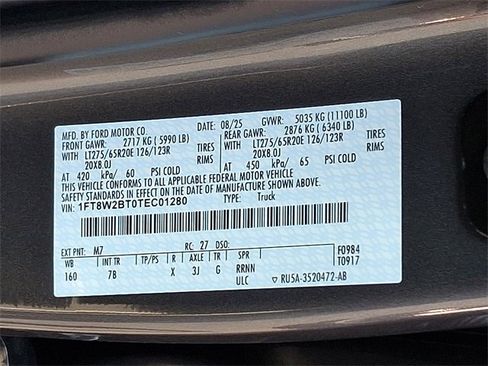 MFD. BY FORD MOTOR CO.
08/25 GVWR: 5035 KG (11100 LB)
FRONT GAWR: 2717 KG ( 5990 LB)
REAR GAWR: 2876 KG ( 6340 LB)
WITH LT275/65R20E 126/123R TIRES
WITH LT275/65R20E 126/123R TIRES
20X8.0J RIMS
20X8.0J RIMS
AT 420 kPa/ 60 PSI COLD
AT 450 kPa/ 65 PSI COLD
THIS VEHICLE CONFORMS TO ALL APPLICABLE FEDERAL MOTOR VEHICLE
SAFETY STANDARDS IN EFFECT ON THE DATE OF MANUFACTURE SHOWN ABOVE.
VIN: 1FT8W2BT0TEC01280
TYPE: Truck
EXT PNT: M7 RC: 27 DSO: F0984
WB INT TR TP/PS R AXLE TR SPR T0917
160 7B X 3J G RRNN
ULC ▽ RU5A-3520472-AB